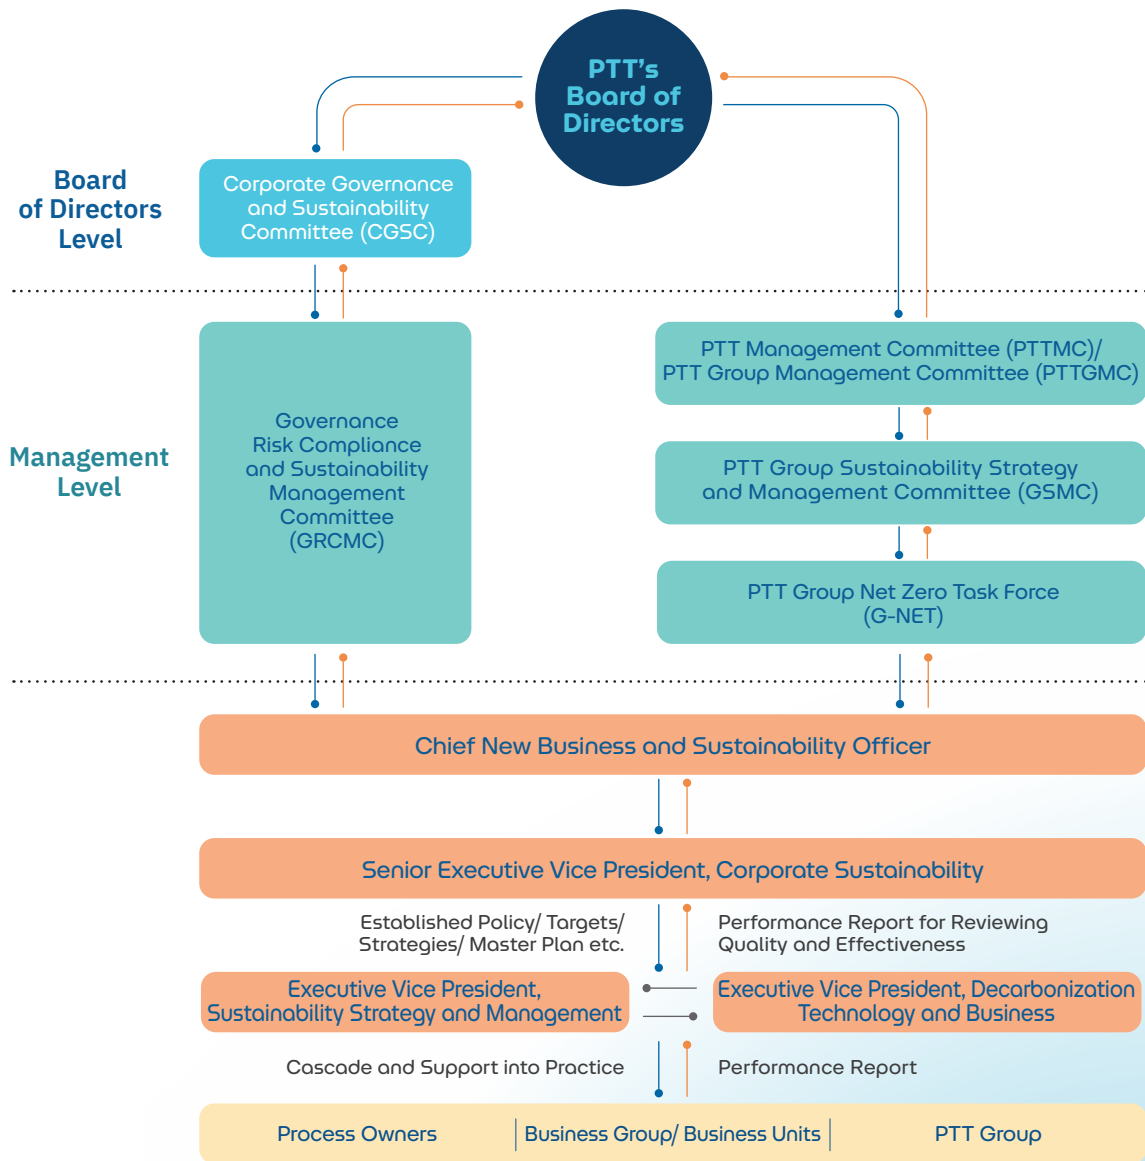 PTT's
Board of
Directors
Board
of Directors
Level
Corporate Governance
and Sustainability
Committee (CGSC)
Management
Level
Governance
Risk Compliance
and Sustainability
Management
Committee
(GRCMC)
PTT Management Committee (PTTMC)/
PTT Group Management Committee (PTTGMC)
PTT Group Sustainability Strategy
and Management Committee (GSMC)
PTT Group Net Zero Task Force
(G-NET)
Chief New Business and Sustainability Officer
Senior Executive Vice President, Corporate Sustainability
Established Policy/ Targets/
Strategies/ Master Plan etc.
Performance Report for Reviewing
Quality and Effectiveness
Executive Vice President,
Sustainability Strategy and Management
Executive Vice President, Decarbonization
Technology and Business
Cascade and Support into Practice
Performance Report
Process Owners
Business Group/ Business Units
PTT Group